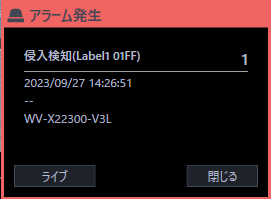 アラーム発生
侵入検知(Label1 01FF) 1
2023/09/27 14:26:51
--
WV-X22300-V3L
ライブ 閉じる